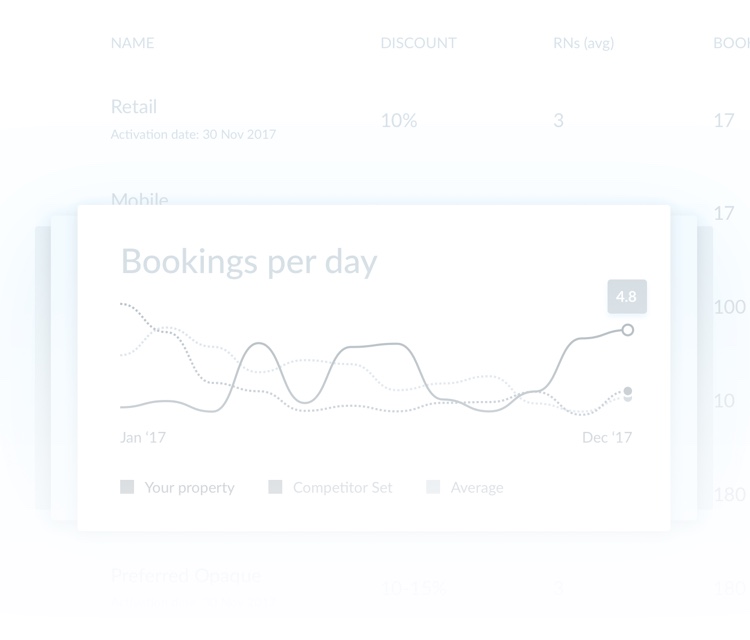 NAME DISCOUNT RNs (avg) BOOK
Retail 10% 3 17
Activation date: 30 Nov 2017
Mobile 17
Bookings per day
4.8
100
10
Jan ‘17 Dec ‘17
Your property Competitor Set Average
180
Preferred Opaque 10-15% 3 180